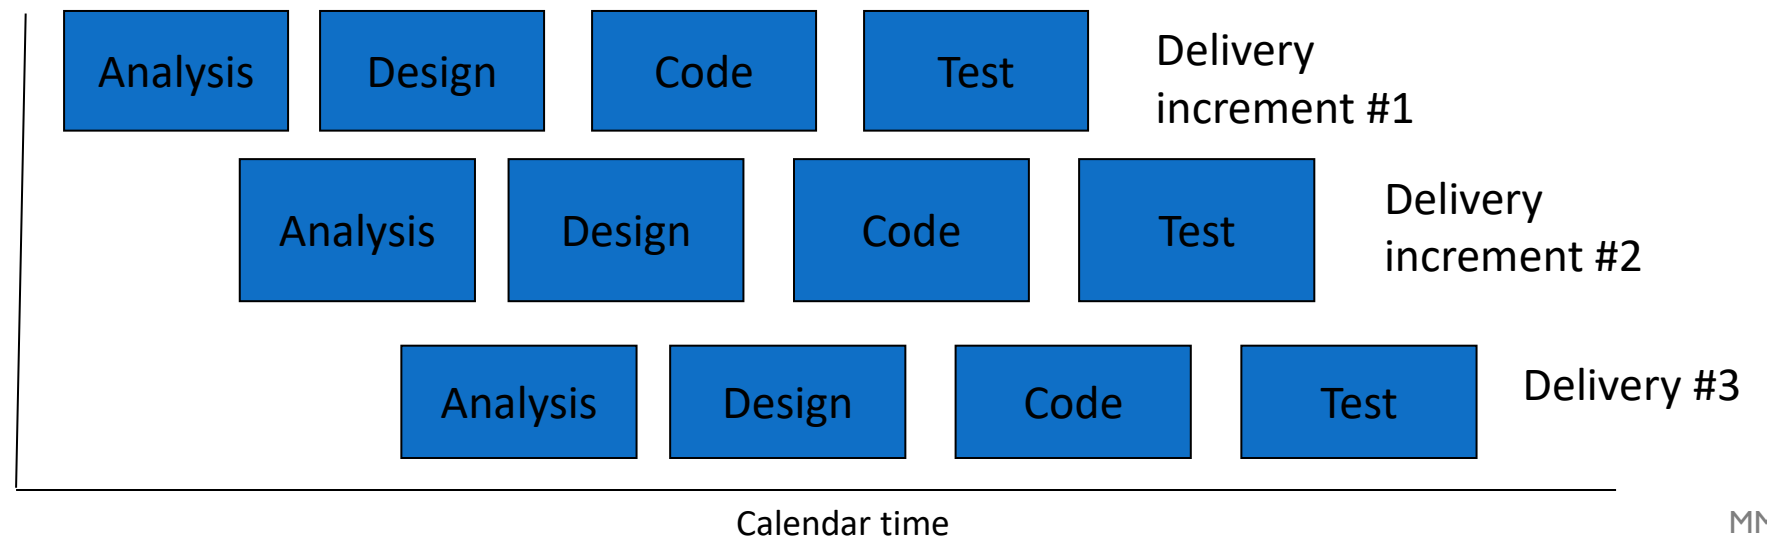 Analysis
Design
Code
Test
Delivery
increment #1
Analysis
Design
Code
Test
Delivery
increment #2
Analysis
Design
Code
Test
Delivery #3
Calendar time